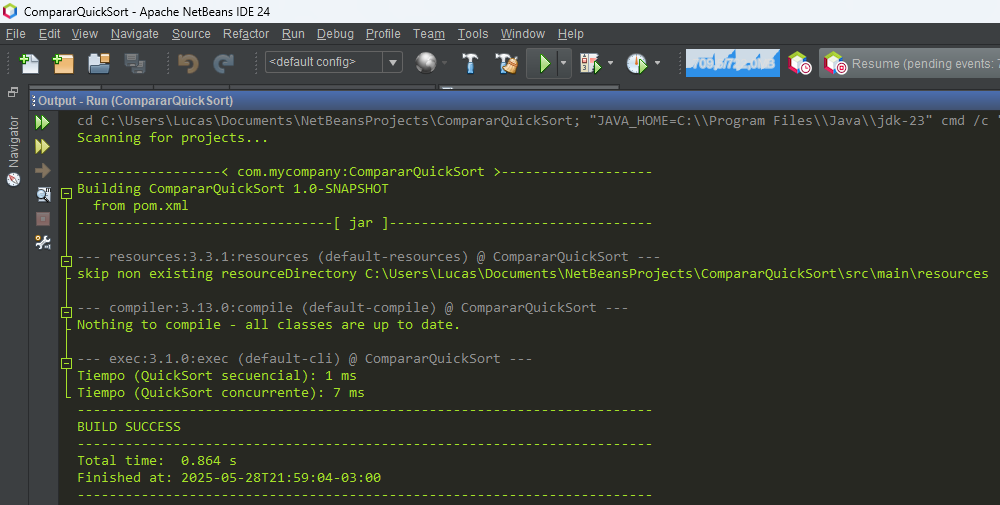 CompararQuickSort - Apache NetBeans IDE 24
File Edit View Navigate Source Refactor Run Debug Profile Team Tools Window Help
<default config>
Resume (pending events: 7
Output - Run (CompararQuickSort)
Navigator
cd C:\Users\Lucas\Documents\NetBeansProjects\CompararQuickSort; "JAVA_HOME=C:\\Program Files\\Java\\jdk-23" cmd /c "
Scanning for projects...
------------------< com.mycompany:CompararQuickSort >-------------------
Building CompararQuickSort 1.0-SNAPSHOT
from pom.xml
--------------------------------[ jar ]---------------------------------
--- resources:3.3.1:resources (default-resources) @ CompararQuickSort ---
skip non existing resourceDirectory C:\Users\Lucas\Documents\NetBeansProjects\CompararQuickSort\src\main\resources
--- compiler:3.13.0:compile (default-compile) @ CompararQuickSort ---
Nothing to compile - all classes are up to date.
--- exec:3.1.0:exec (default-cli) @ CompararQuickSort ---
Tiempo (QuickSort secuencial): 1 ms
Tiempo (QuickSort concurrente): 7 ms
------------------------------------------------------------------------
BUILD SUCCESS
------------------------------------------------------------------------
Total time:  0.864 s
Finished at: 2025-05-28T21:59:04-03:00
------------------------------------------------------------------------